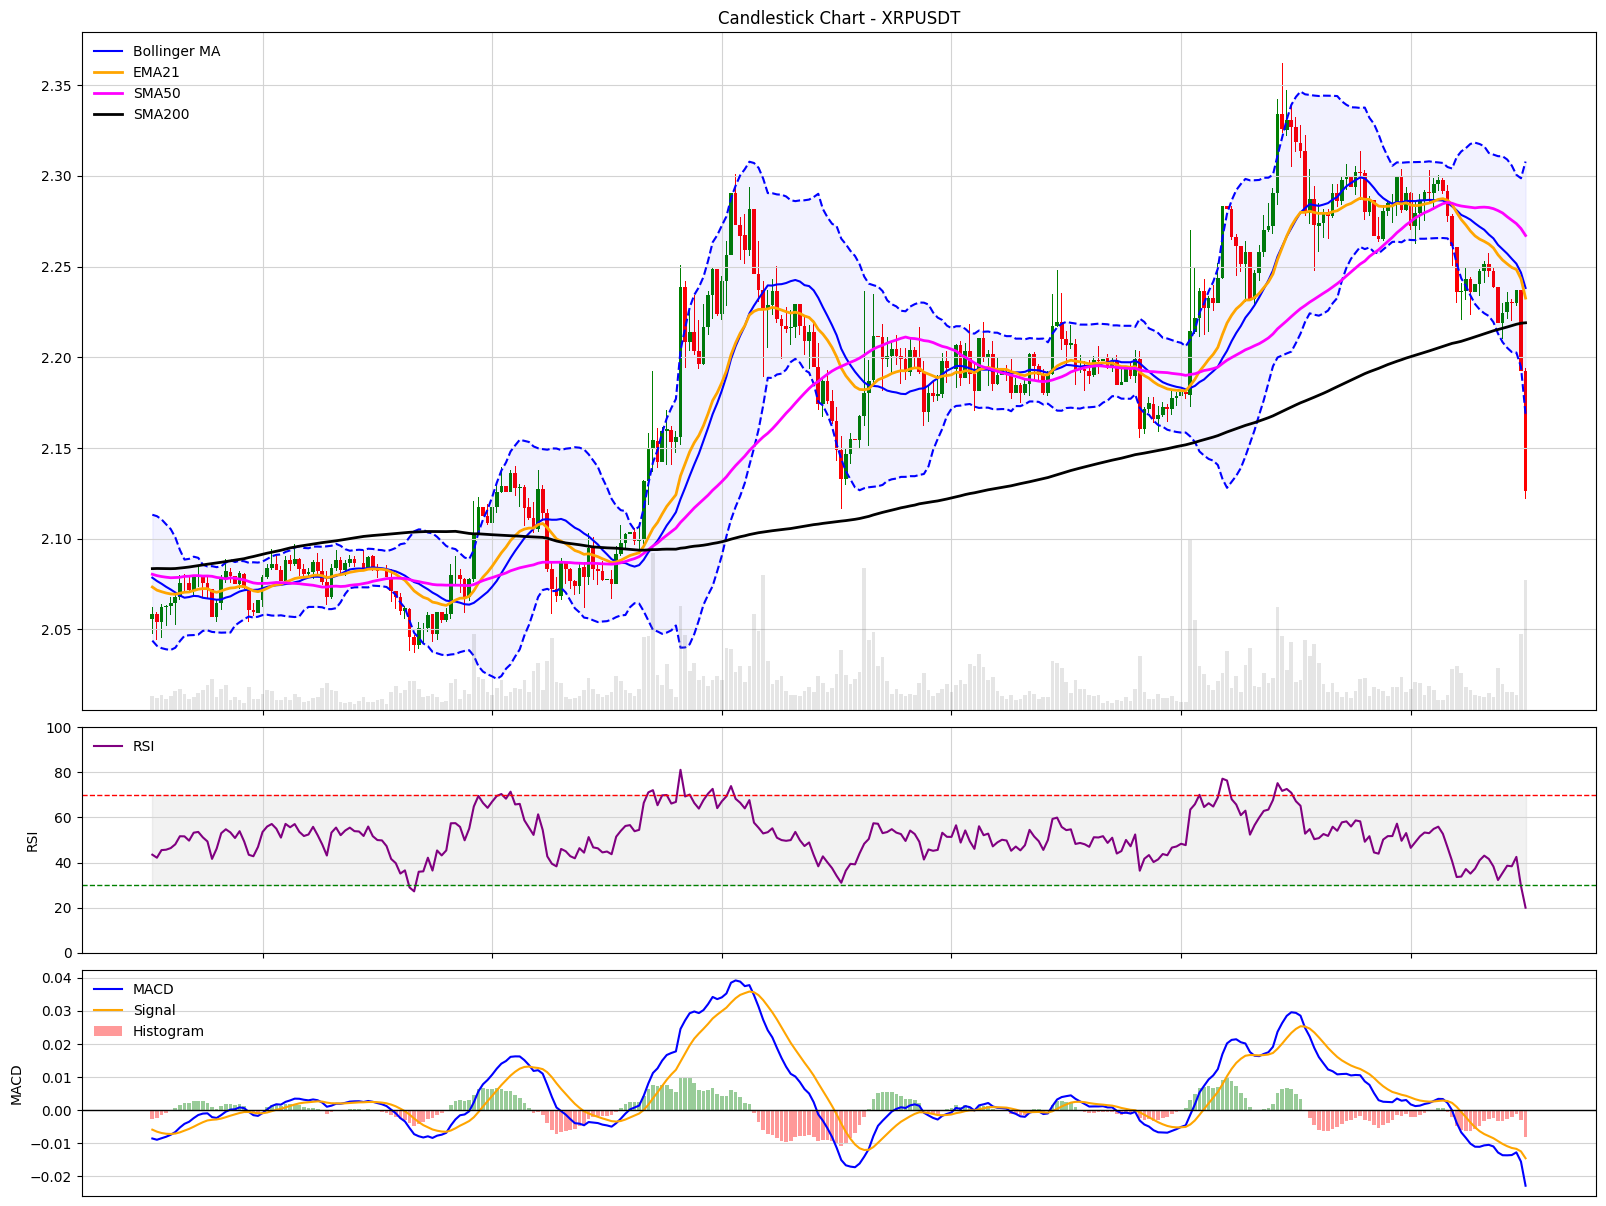 Candlestick Chart - XRPUSDT
Bollinger MA
EMA21
SMA50
SMA200
2.35
2.30
2.25
2.20
2.15
2.10
2.05
RSI
100
80
60
40
20
0
RSI
MACD
Signal
Histogram
0.04
0.03
0.02
0.01
0.00
−0.01
−0.02
MACD